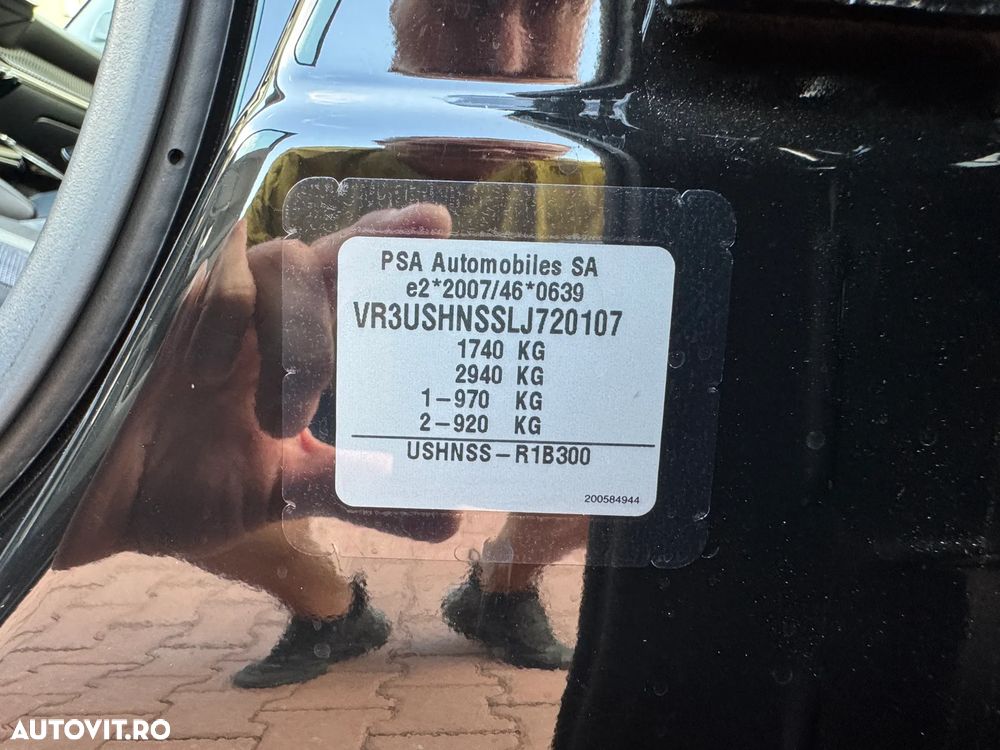 PSA Automobiles SA
e2*2007/46*0639
VR3USHNSSLJ720107
1740 KG
2940 KG
1-970 KG
2-920 KG
USHNSS-R1B300
200584944
AUTOVIT.RO